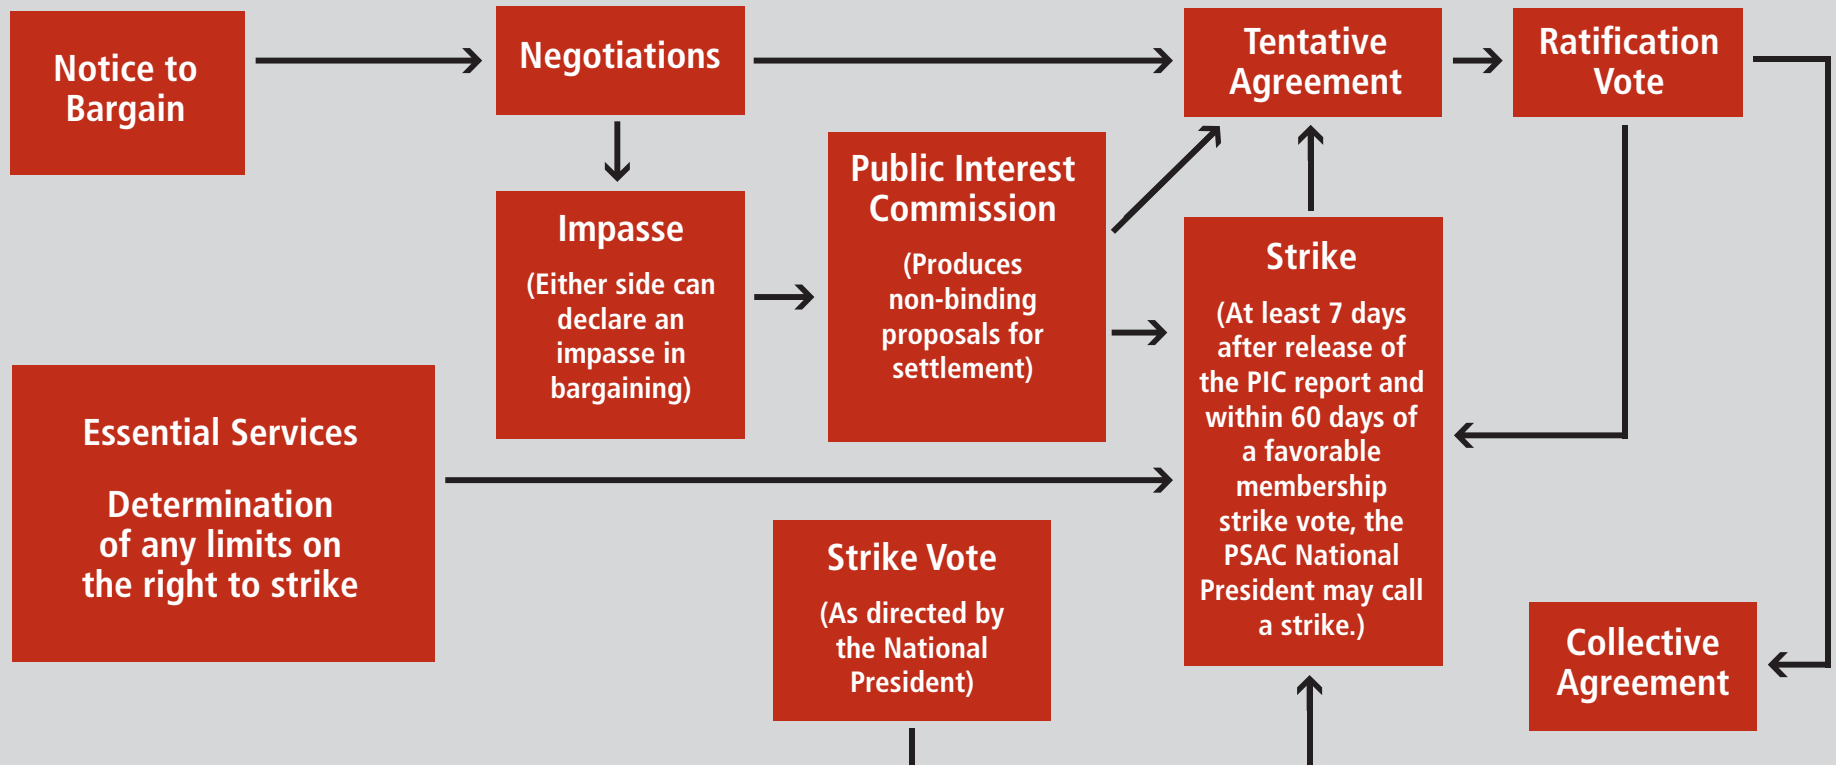 Notice to
Bargain
Negotiations
Tentative
Agreement
Ratification
Vote
Impasse
(Either side can
declare an
impasse in
bargaining)
Public Interest
Commission
(Produces
non-binding
proposals for
settlement)
Strike
(At least 7 days
after release of
the PIC report and
within 60 days of
a favorable
membership
strike vote, the
PSAC National
President may call
a strike.)
Essential Services
Determination
of any limits on
the right to strike
Strike Vote
(As directed by
the National
President)
Collective
Agreement